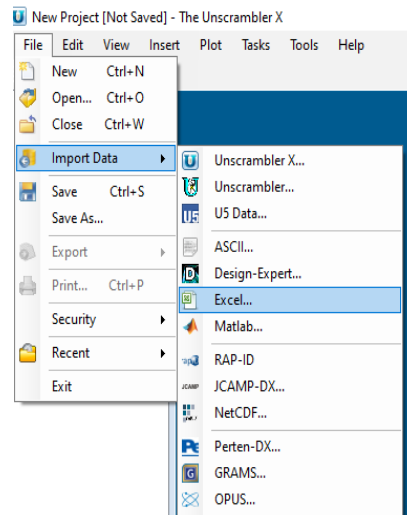 New Project [Not Saved] - The Unscrambler X
File Edit View Insert Plot Tasks Tools Help
New Ctrl+N
Open... Ctrl+O
Close Ctrl+W
Import Data
Save Ctrl+S
Save As...
Export
Print... Ctrl+P
Security
Recent
Exit
Unscrambler X...
Unscrambler...
U5 Data...
ASCII...
Design-Expert...
Excel...
Matlab...
RAP-ID
JCAMP-DX...
NetCDF...
Perten-DX...
GRAMS...
OPUS...